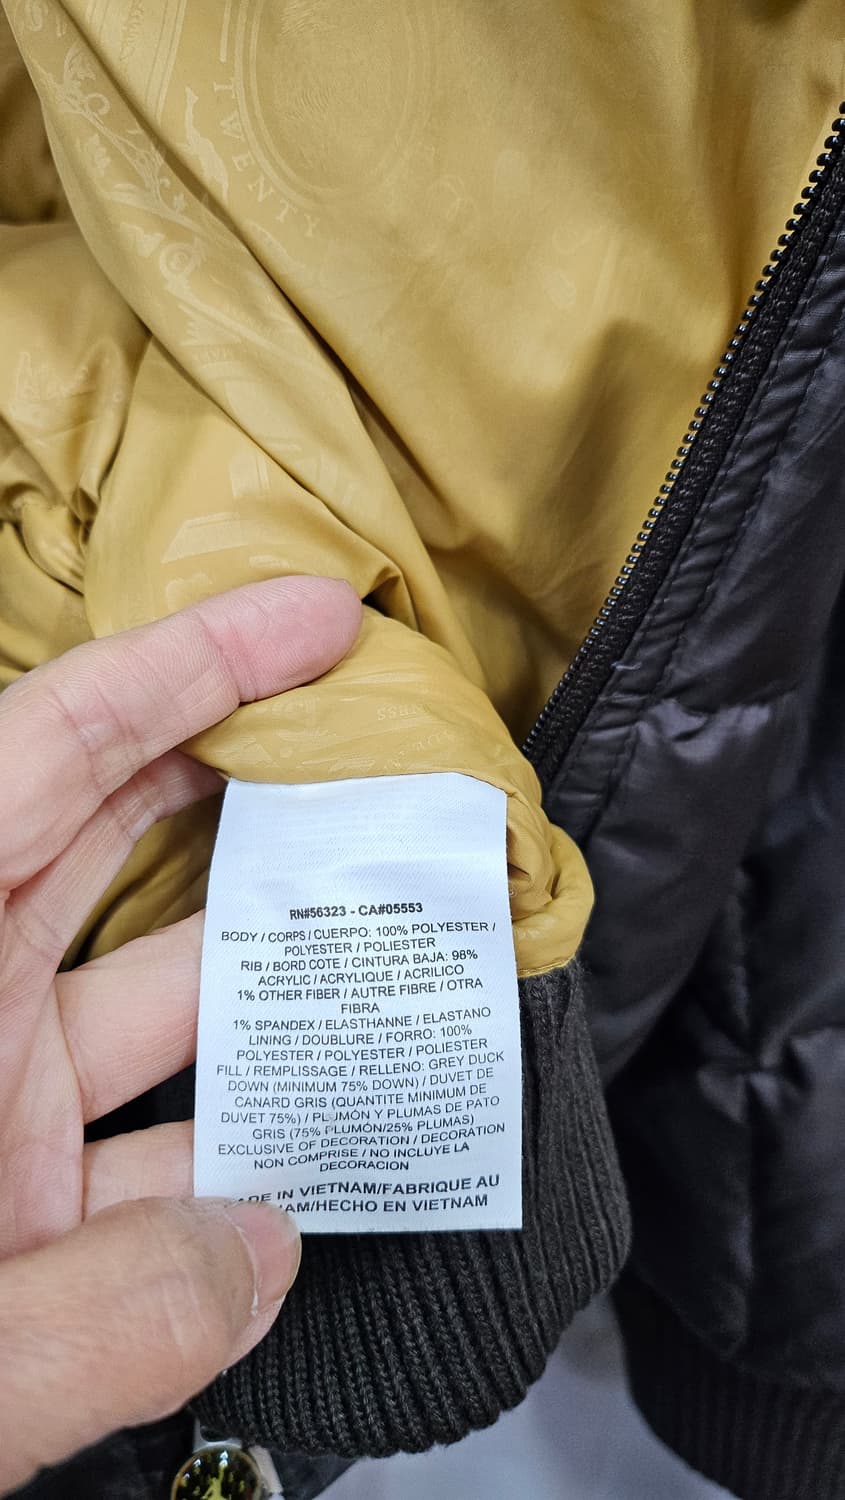 TWENTY
RN#56323 - CA#05553
BODY / CORPS / CUERPO: 100% POLYESTER /
POLYESTER / POLIESTER
RIB / BORD COTE / CINTURA BAJA: 98%
ACRYLIC / ACRYLIQUE / ACRILICO
1% OTHER FIBER / AUTRE FIBRE / OTRA
FIBRA
1% SPANDEX / ELASTHANNE / ELASTANO
LINING / DOUBLURE / FORRO: 100%
POLYESTER / POLYESTER / POLIESTER
FILL / REMPLISSAGE / RELLENO: GREY DUCK
DOWN (MINIMUM 75% DOWN) / DUVET DE
CANARD GRIS (QUANTITE MINIMUM DE
DUVET 75%) / PLUMÓN Y PLUMAS DE PATO
GRIS (75% PLUMÓN/25% PLUMAS)
EXCLUSIVE OF DECORATION / DECORATION
NON COMPRISE / NO INCLUYE LA
DECORACION
IN VIETNAM/FABRIQUE AU
/HECHO EN VIETNAM